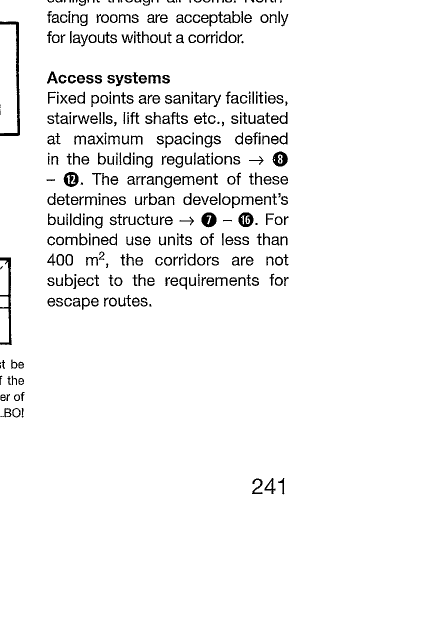 sunlight through all rooms. North-
facing rooms are acceptable only
for layouts without a corridor.
Access systems
Fixed points are sanitary facilities,
stairwells, lift shafts etc., situated
at maximum spacings defined
in the building regulations → ❽
– ⓬. The arrangement of these
determines urban development's
building structure → ❼ – ⓰. For
combined use units of less than
400 m², the corridors are not
subject to the requirements for
escape routes.
st be
f the
er of
LBO!
241